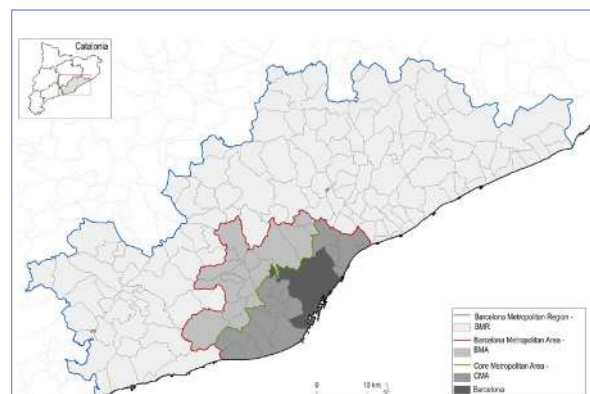 Catalonia
Barcelona Metropolitan Region -
BMR
Barcelona Metropolitan Area -
BMA
Core Metropolitan Area -
CMA
Barcelona
0 10 km